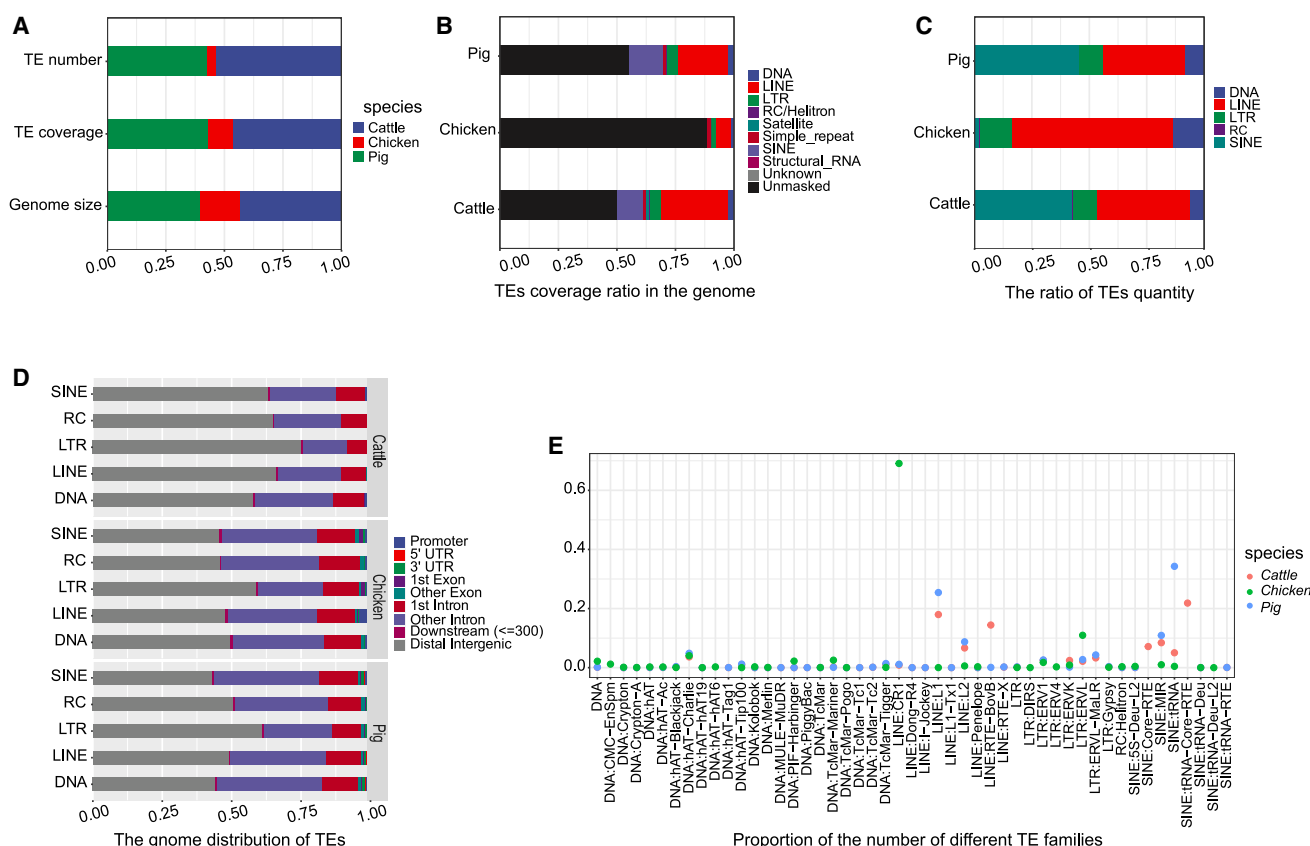 A
TE number
TE coverage
Genome size
0.00 0.25 0.50 0.75 1.00
species
Cattle
Chicken
Pig
B
Pig
Chicken
Cattle
0.00 0.25 0.50 0.75 1.00
TEs coverage ratio in the genome
DNA
LINE
LTR
RC/Helitron
Satellite
Simple_repeat
SINE
Structural_RNA
Unknown
Unmasked
C
Pig
Chicken
Cattle
0.00 0.25 0.50 0.75 1.00
The ratio of TEs quantity
DNA
LINE
LTR
RC
SINE
D
SINE
RC
LTR
LINE
DNA
Cattle
SINE
RC
LTR
LINE
DNA
Chicken
SINE
RC
LTR
LINE
DNA
Pig
0.00 0.25 0.50 0.75 1.00
The gnome distribution of TEs
Promoter
5' UTR
3' UTR
1st Exon
Other Exon
1st Intron
Other Intron
Downstream (<=300)
Distal Intergenic
E
0.6
0.4
0.2
0.0
DNA
DNA:CMC-EnSpm
DNA:Crypton
DNA:Crypton-A
DNA:hAT
DNA:hAT-Ac
DNA:hAT-Blackjack
DNA:hAT-Charlie
DNA:hAT-hAT19
DNA:hAT-hAT6
DNA:hAT-Tag1
DNA:hAT-Tip100
DNA:Kolobok
DNA:Merlin
DNA:MULE-MuDR
DNA:PIF-Harbinger
DNA:PiggyBac
DNA:TcMar
DNA:TcMar-Mariner
DNA:TcMar-Pogo
DNA:TcMar-Tc1
DNA:TcMar-Tc2
DNA:TcMar-Tigger
LINE:CR1
LINE:Dong-R4
LINE:I-Jockey
LINE:L1
LINE:L1-Tx1
LINE:L2
LINE:Penelope
LINE:RTE-BovB
LINE:RTE-X
LTR
LTR:DIRS
LTR:ERV1
LTR:ERV4
LTR:ERVK
LTR:ERVL
LTR:ERVL-MaLR
LTR:Gypsy
RC:Helitron
SINE:5S-Deu-L2
SINE:Core-RTE
SINE:MIR
SINE:tRNA
SINE:tRNA-Core-RTE
SINE:tRNA-Deu
SINE:tRNA-Deu-L2
SINE:tRNA-RTE
Proportion of the number of different TE families
species
Cattle
Chicken
Pig